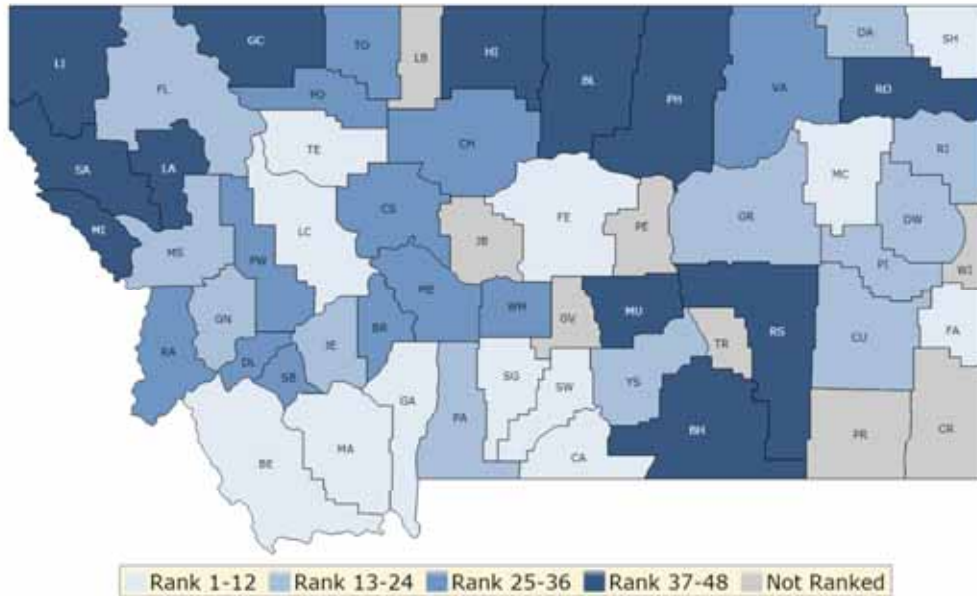 GC
TO
LB
HI
DA
SH
LI
BL
FL
VA
RO
PH
PO
TE
CH
RI
SA
LA
MC
CS
FE
GR
DW
MI
LC
JB
PE
MS
PW
PI
WI
ME
GN
WH
GV
MU
RS
FA
RA
JE
BR
DL
SB
TR
CU
GA
SG
SW
YS
PA
BH
PR
CR
BE
MA
CA
Rank 1-12 Rank 13-24 Rank 25-36 Rank 37-48 Not Ranked